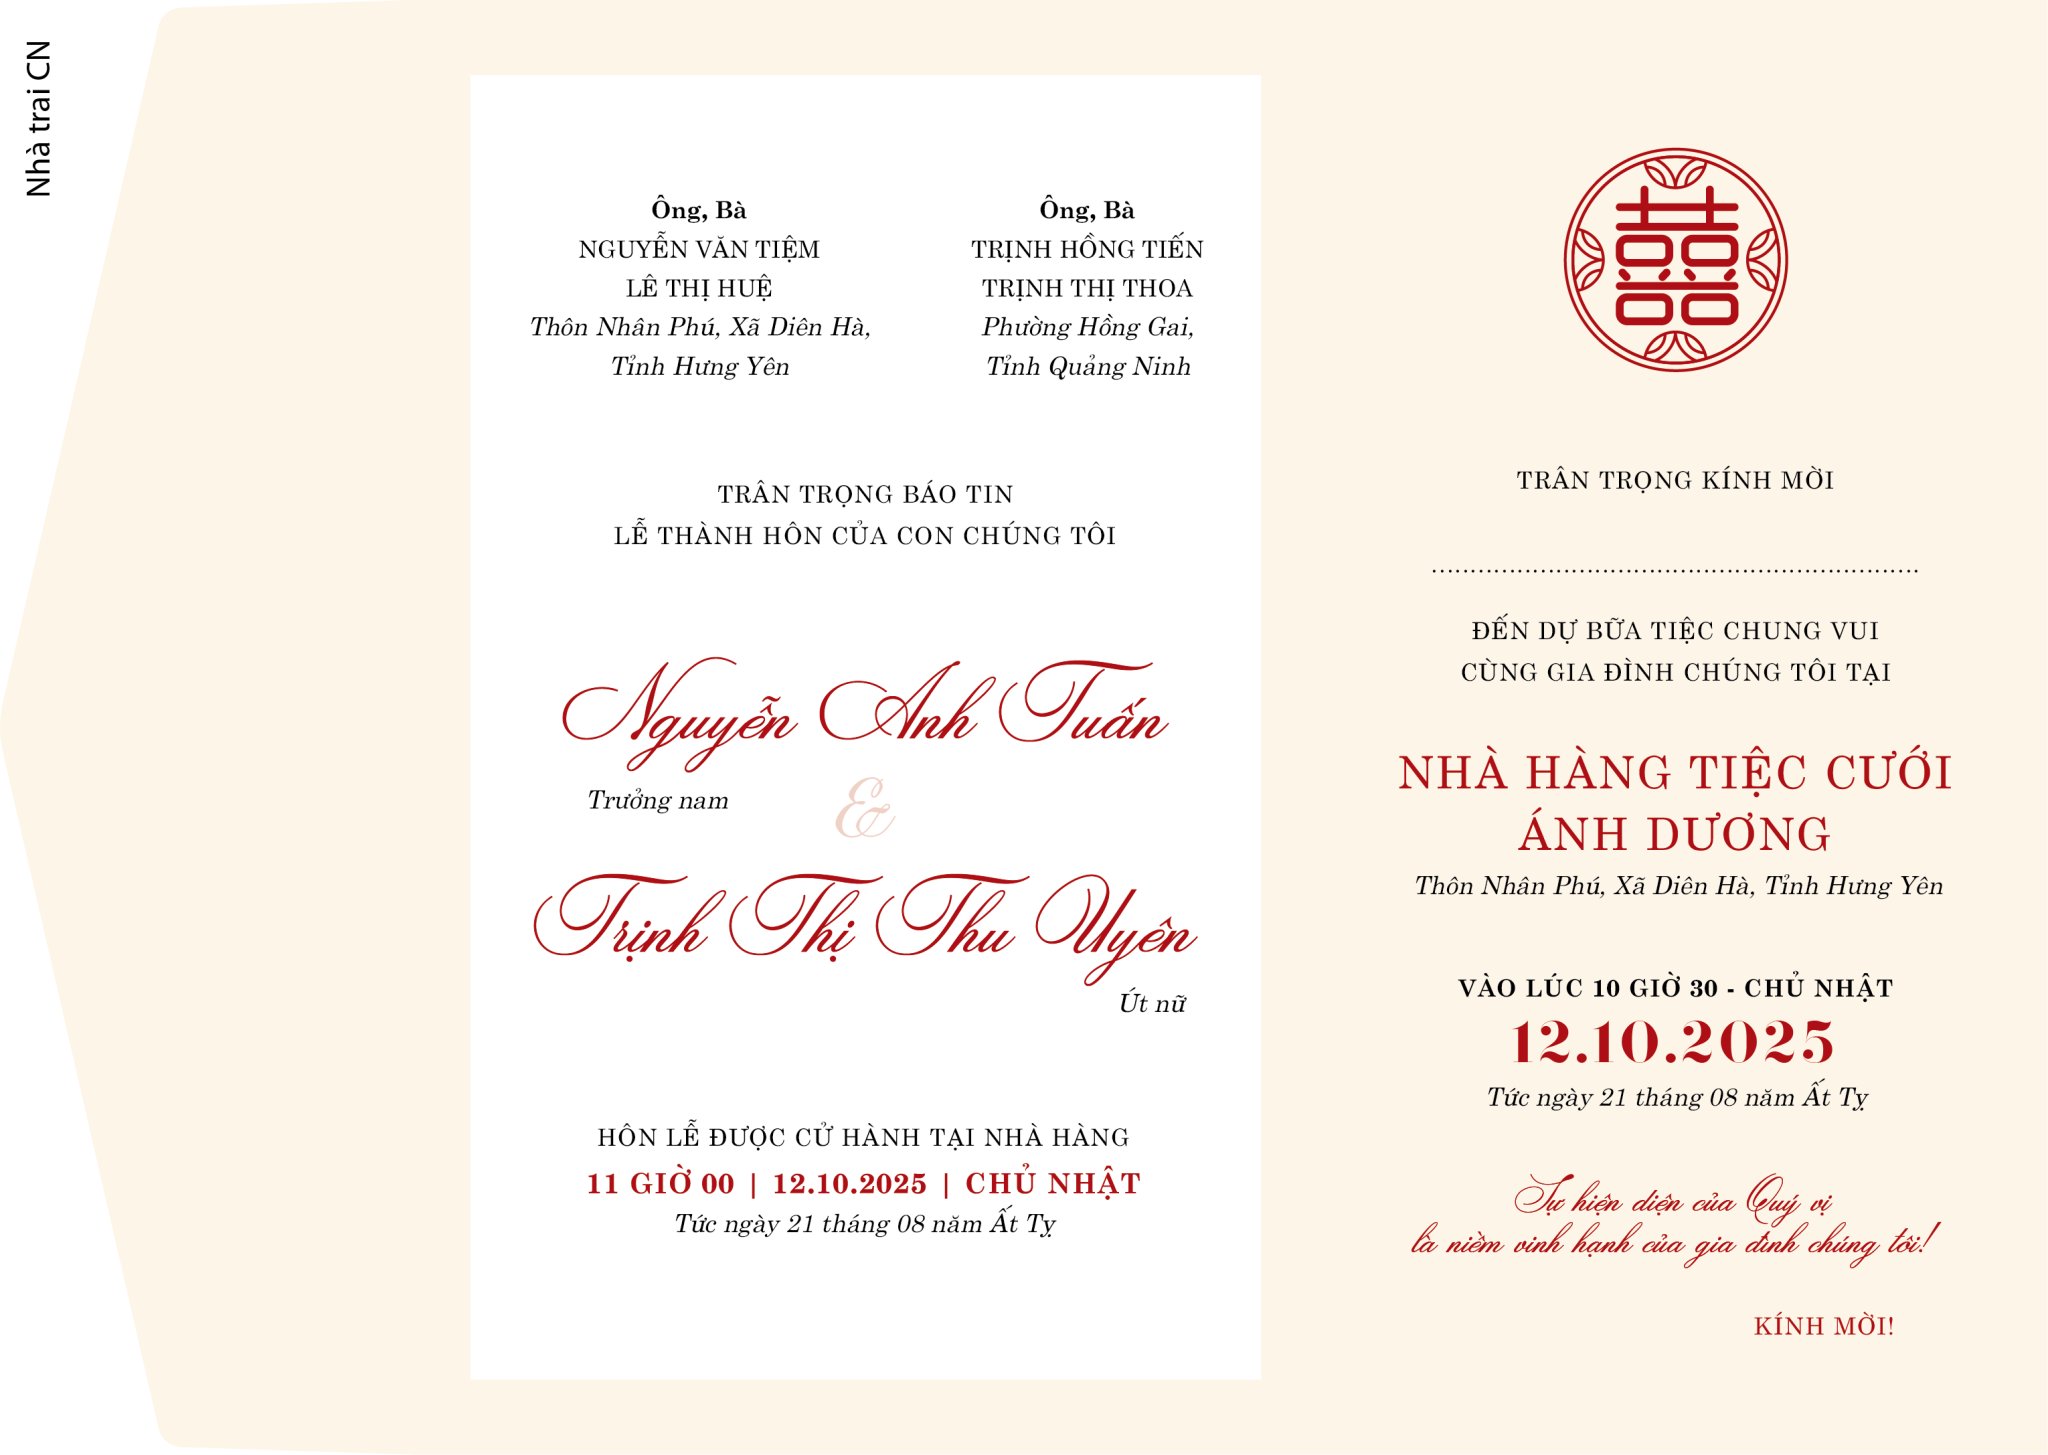 Nhà trai CN
Ông, Bà
NGUYỄN VĂN TIỆM
LÊ THỊ HUỆ
Thôn Nhân Phú, Xã Diên Hà,
Tỉnh Hưng Yên
Ông, Bà
TRỊNH HỒNG TIẾN
TRỊNH THỊ THOA
Phường Hồng Gai,
Tỉnh Quảng Ninh
TRÂN TRỌNG BÁO TIN
LỄ THÀNH HÔN CỦA CON CHÚNG TÔI
Nguyễn Anh Tuấn
Trưởng nam
&
Trịnh Thị Thu Uyên
Út nữ
HÔN LỄ ĐƯỢC CỬ HÀNH TẠI NHÀ HÀNG
11 GIỜ 00 | 12.10.2025 | CHỦ NHẬT
Tức ngày 21 tháng 08 năm Ất Tỵ
囍
TRÂN TRỌNG KÍNH MỜI
...............................................................
ĐẾN DỰ BỮA TIỆC CHUNG VUI
CÙNG GIA ĐÌNH CHÚNG TÔI TẠI
NHÀ HÀNG TIỆC CƯỚI
ÁNH DƯƠNG
Thôn Nhân Phú, Xã Diên Hà, Tỉnh Hưng Yên
VÀO LÚC 10 GIỜ 30 - CHỦ NHẬT
12.10.2025
Tức ngày 21 tháng 08 năm Ất Tỵ
Sự hiện diện của Quý vị
là niềm vinh hạnh của gia đình chúng tôi!
KÍNH MỜI!